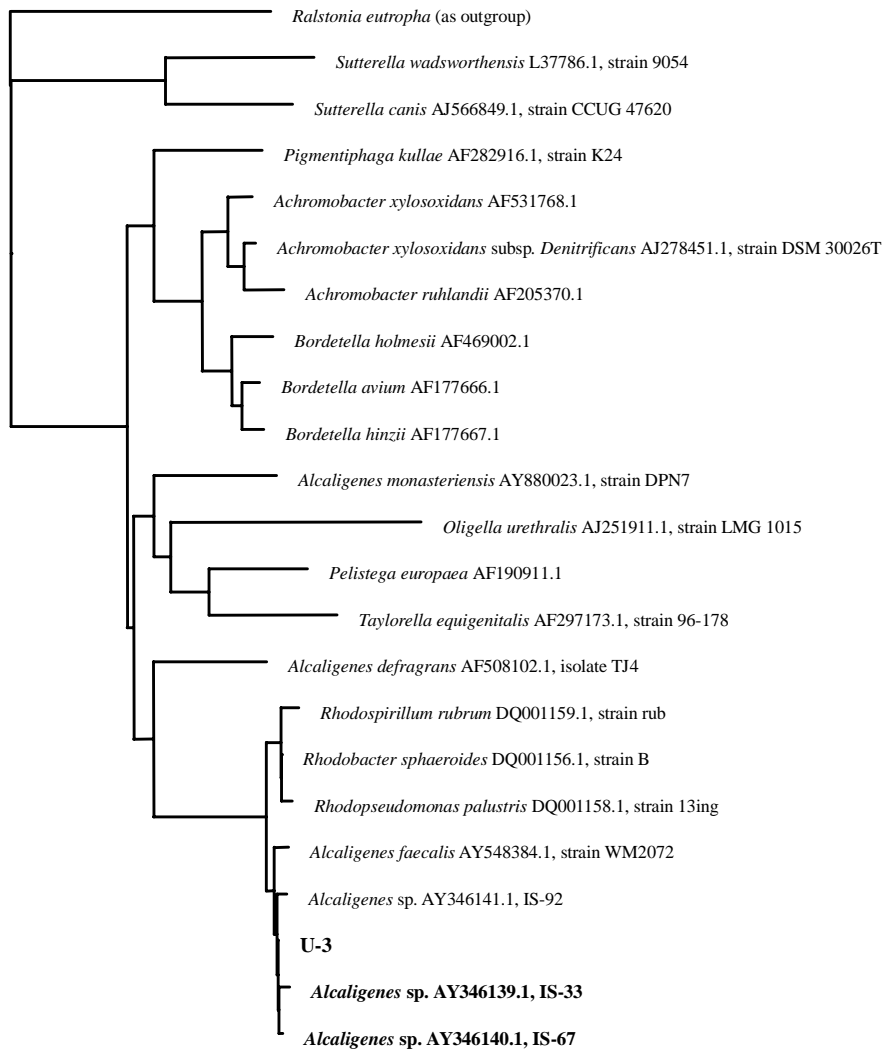 Ralstonia eutropha (as outgroup)
Sutterella wadsworthensis L37786.1, strain 9054
Sutterella canis AJ566849.1, strain CCUG 47620
Pigmentiphaga kullae AF282916.1, strain K24
Achromobacter xylosoxidans AF531768.1
Achromobacter xylosoxidans subsp. Denitrificans AJ278451.1, strain DSM 30026T
Achromobacter ruhlandii AF205370.1
Bordetella holmesii AF469002.1
Bordetella avium AF177666.1
Bordetella hinzii AF177667.1
Alcaligenes monasteriensis AY880023.1, strain DPN7
Oligella urethralis AJ251911.1, strain LMG 1015
Pelistega europaea AF190911.1
Taylorella equigenitalis AF297173.1, strain 96-178
Alcaligenes defragrans AF508102.1, isolate TJ4
Rhodospirillum rubrum DQ001159.1, strain rub
Rhodobacter sphaeroides DQ001156.1, strain B
Rhodopseudomonas palustris DQ001158.1, strain 13ing
Alcaligenes faecalis AY548384.1, strain WM2072
Alcaligenes sp. AY346141.1, IS-92
U-3
Alcaligenes sp. AY346139.1, IS-33
Alcaligenes sp. AY346140.1, IS-67